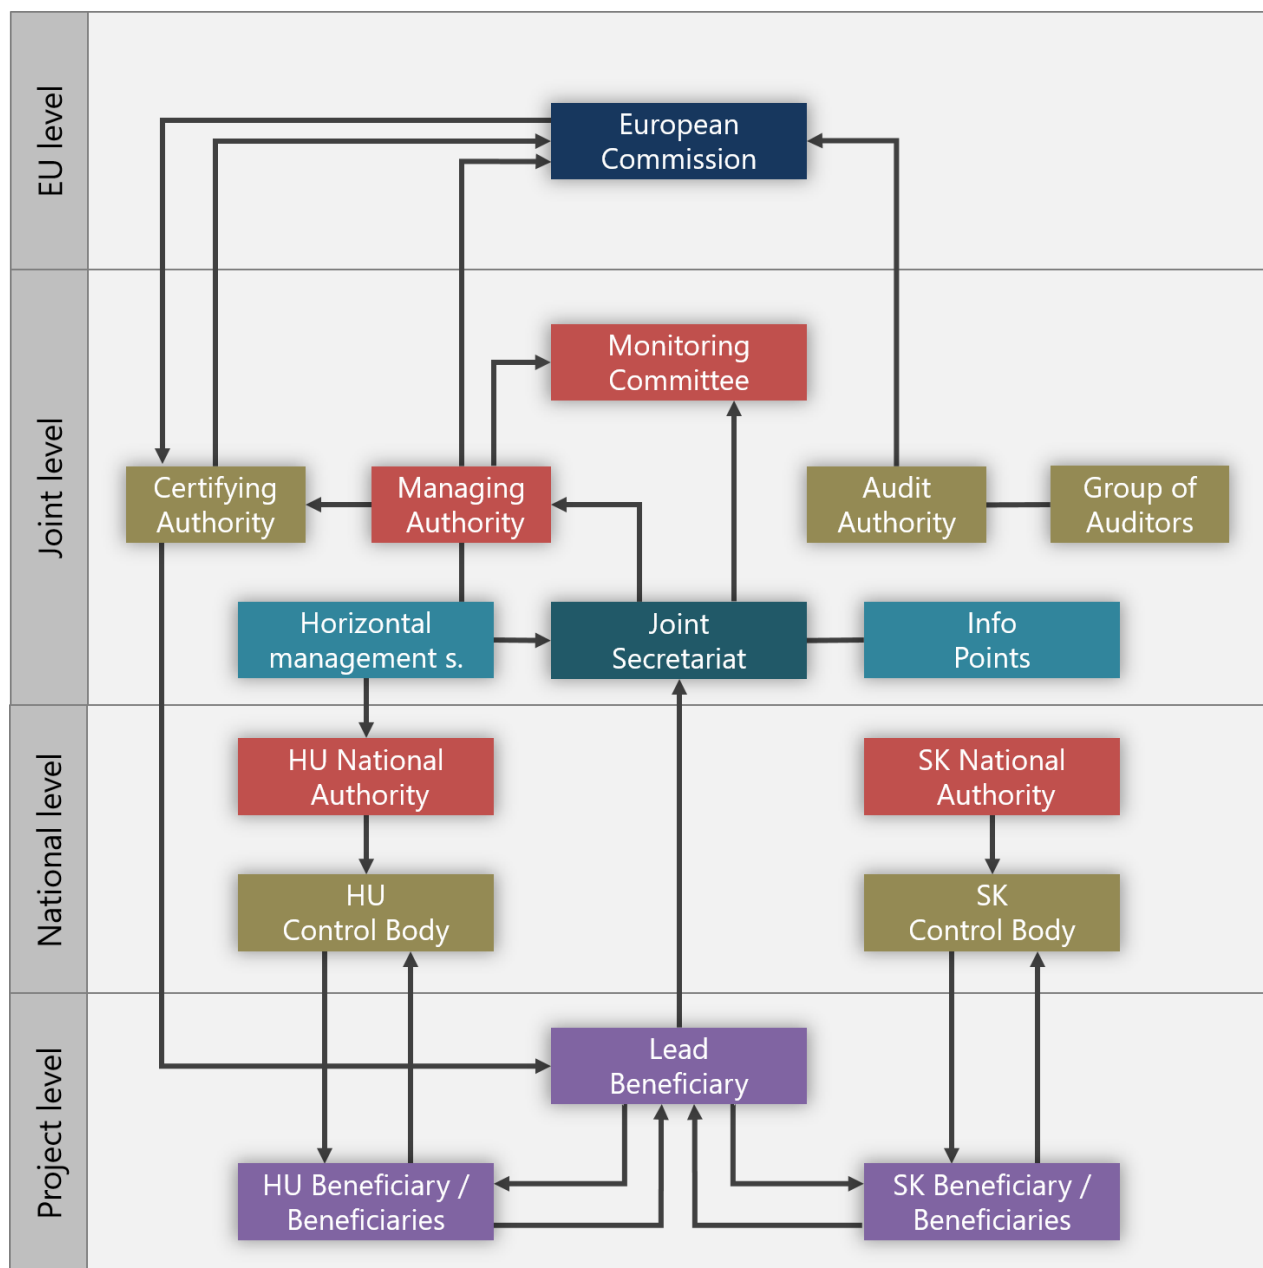 EU level
European
Commission
Joint level
Monitoring
Committee
Certifying
Authority
Managing
Authority
Audit
Authority
Group of
Auditors
Horizontal
management s.
Joint
Secretariat
Info
Points
National level
HU National
Authority
SK National
Authority
HU
Control Body
SK
Control Body
Project level
Lead
Beneficiary
HU Beneficiary /
Beneficiaries
SK Beneficiary /
Beneficiaries